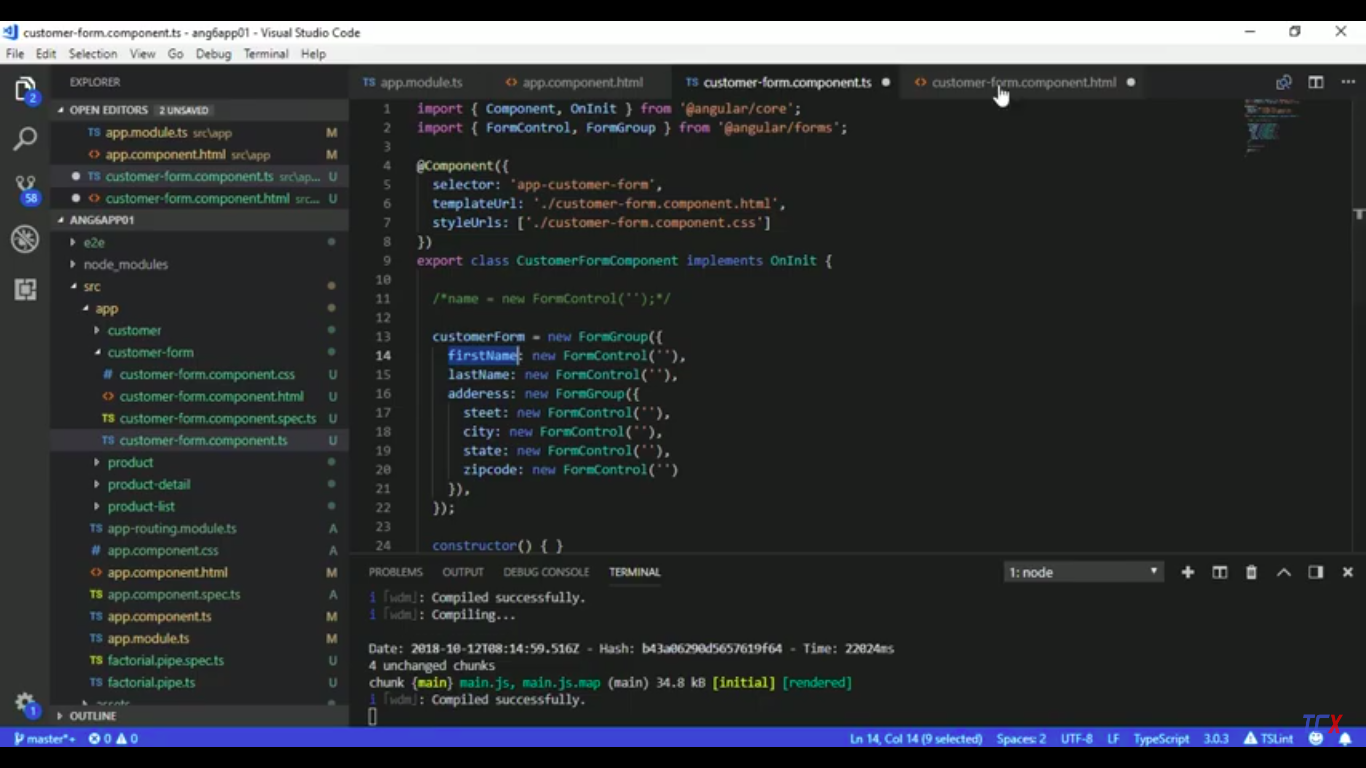 customer-form.component.ts - ang6app01 - Visual Studio Code
File Edit Selection View Go Debug Terminal Help
EXPLORER
OPEN EDITORS 2 UNSAVED
TS app.module.ts src\app M
<> app.component.html src\app M
TS customer-form.component.ts src\ap... U
<> customer-form.component.html src... U
ANG6APP01
e2e
node_modules
src
app
customer
customer-form
# customer-form.component.css U
<> customer-form.component.html U
TS customer-form.component.spec.ts U
TS customer-form.component.ts U
product
product-detail
product-list
TS app-routing.module.ts A
# app.component.css A
<> app.component.html M
TS app.component.spec.ts A
TS app.component.ts M
TS app.module.ts M
TS factorial.pipe.spec.ts U
TS factorial.pipe.ts U
assets
OUTLINE
2
58
1
TS app.module.ts <> app.component.html TS customer-form.component.ts <> customer-form.component.html
1 import { Component, OnInit } from '@angular/core';
2 import { FormControl, FormGroup } from '@angular/forms';
3
4 @Component({
5 selector: 'app-customer-form',
6 templateUrl: './customer-form.component.html',
7 styleUrls: ['./customer-form.component.css']
8 })
9 export class CustomerFormComponent implements OnInit {
10
11 /*name = new FormControl('');*/
12
13 customerForm = new FormGroup({
14 firstName: new FormControl(''),
15 lastName: new FormControl(''),
16 adderess: new FormGroup({
17 steet: new FormControl(''),
18 city: new FormControl(''),
19 state: new FormControl(''),
20 zipcode: new FormControl('')
21 }),
22 });
23
24 constructor() { }
PROBLEMS OUTPUT DEBUG CONSOLE TERMINAL 1: node
i ｢wdm｣: Compiled successfully.
i ｢wdm｣: Compiling...
Date: 2018-10-12T08:14:59.516Z - Hash: b43a06290d5657619f64 - Time: 22024ms
4 unchanged chunks
chunk {main} main.js, main.js.map (main) 34.8 kB [initial] [rendered]
i ｢wdm｣: Compiled successfully.
TCX
master*+ 0 0 Ln 14, Col 14 (9 selected) Spaces: 2 UTF-8 LF TypeScript 3.0.3 TSLint